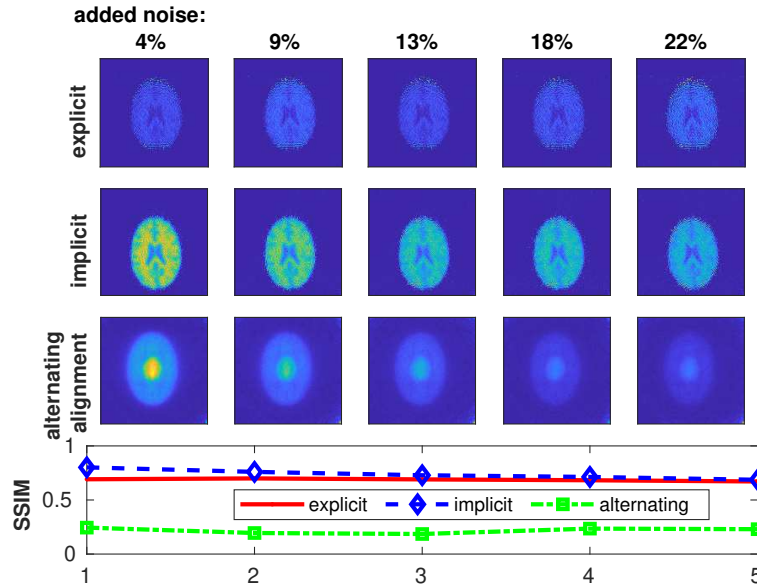 added noise:
4% 9% 13% 18% 22%
explicit
implicit
alternating
alignment
1
0.5
0
SSIM
explicit implicit alternating
1 2 3 4 5